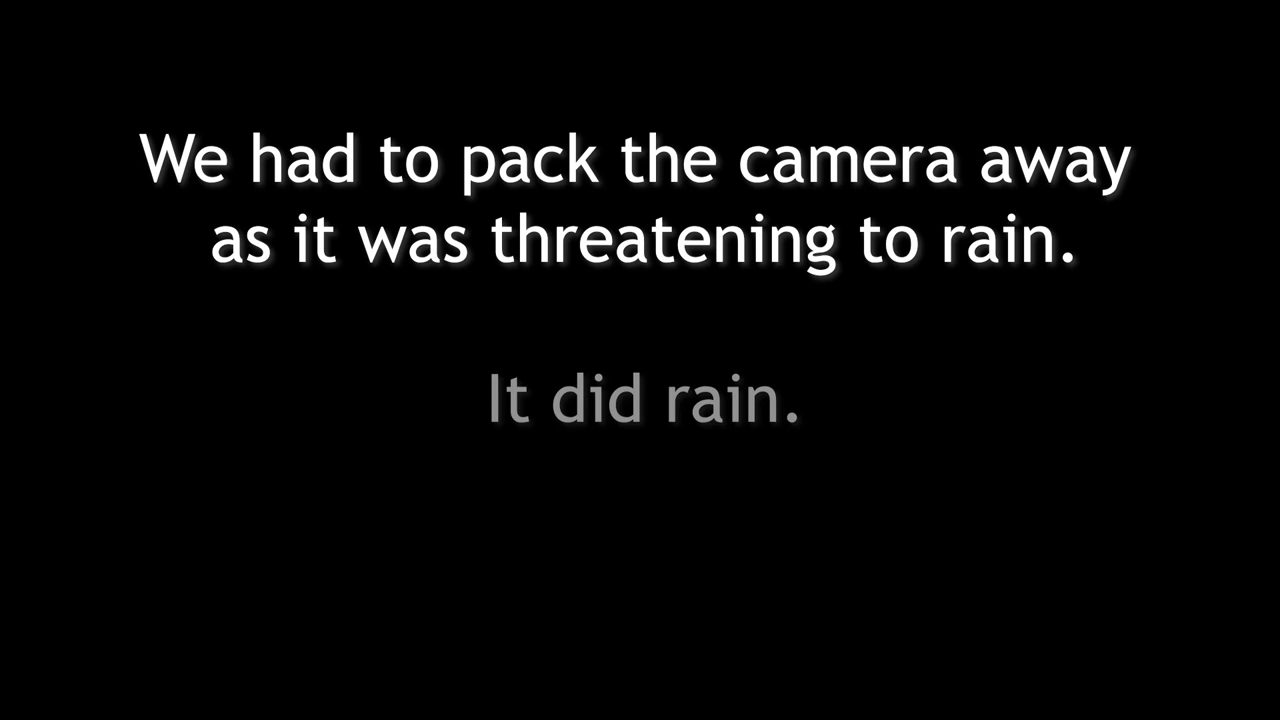 We had to pack the camera away
as it was threatening to rain.
It did rain.